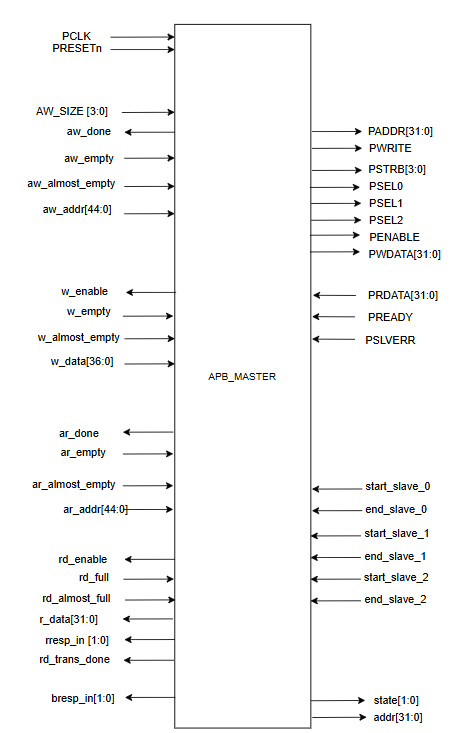 PCLK
PRESETn
AW_SIZE [3:0]
aw_done
aw_empty
aw_almost_empty
aw_addr[44:0]
w_enable
w_empty
w_almost_empty
w_data[36:0]
ar_done
ar_empty
ar_almost_empty
ar_addr[44:0]
rd_enable
rd_full
rd_almost_full
r_data[31:0]
rresp_in [1:0]
rd_trans_done
bresp_in[1:0]
APB_MASTER
PADDR[31:0]
PWRITE
PSTRB[3:0]
PSEL0
PSEL1
PSEL2
PENABLE
PWDATA[31:0]
PRDATA[31:0]
PREADY
PSLVERR
start_slave_0
end_slave_0
start_slave_1
end_slave_1
start_slave_2
end_slave_2
state[1:0]
addr[31:0]